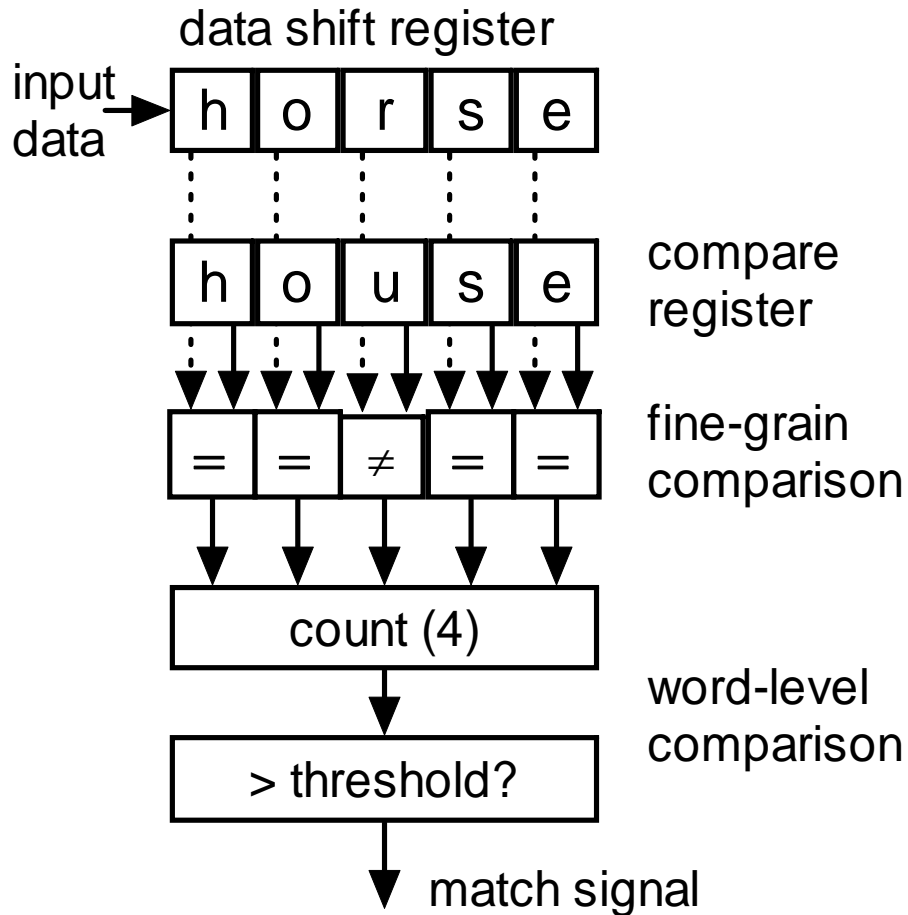 data shift register
input
data
h o r s e
h o u s e
compare
register
= = ≠ = =
fine-grain
comparison
count (4)
word-level
comparison
> threshold?
match signal